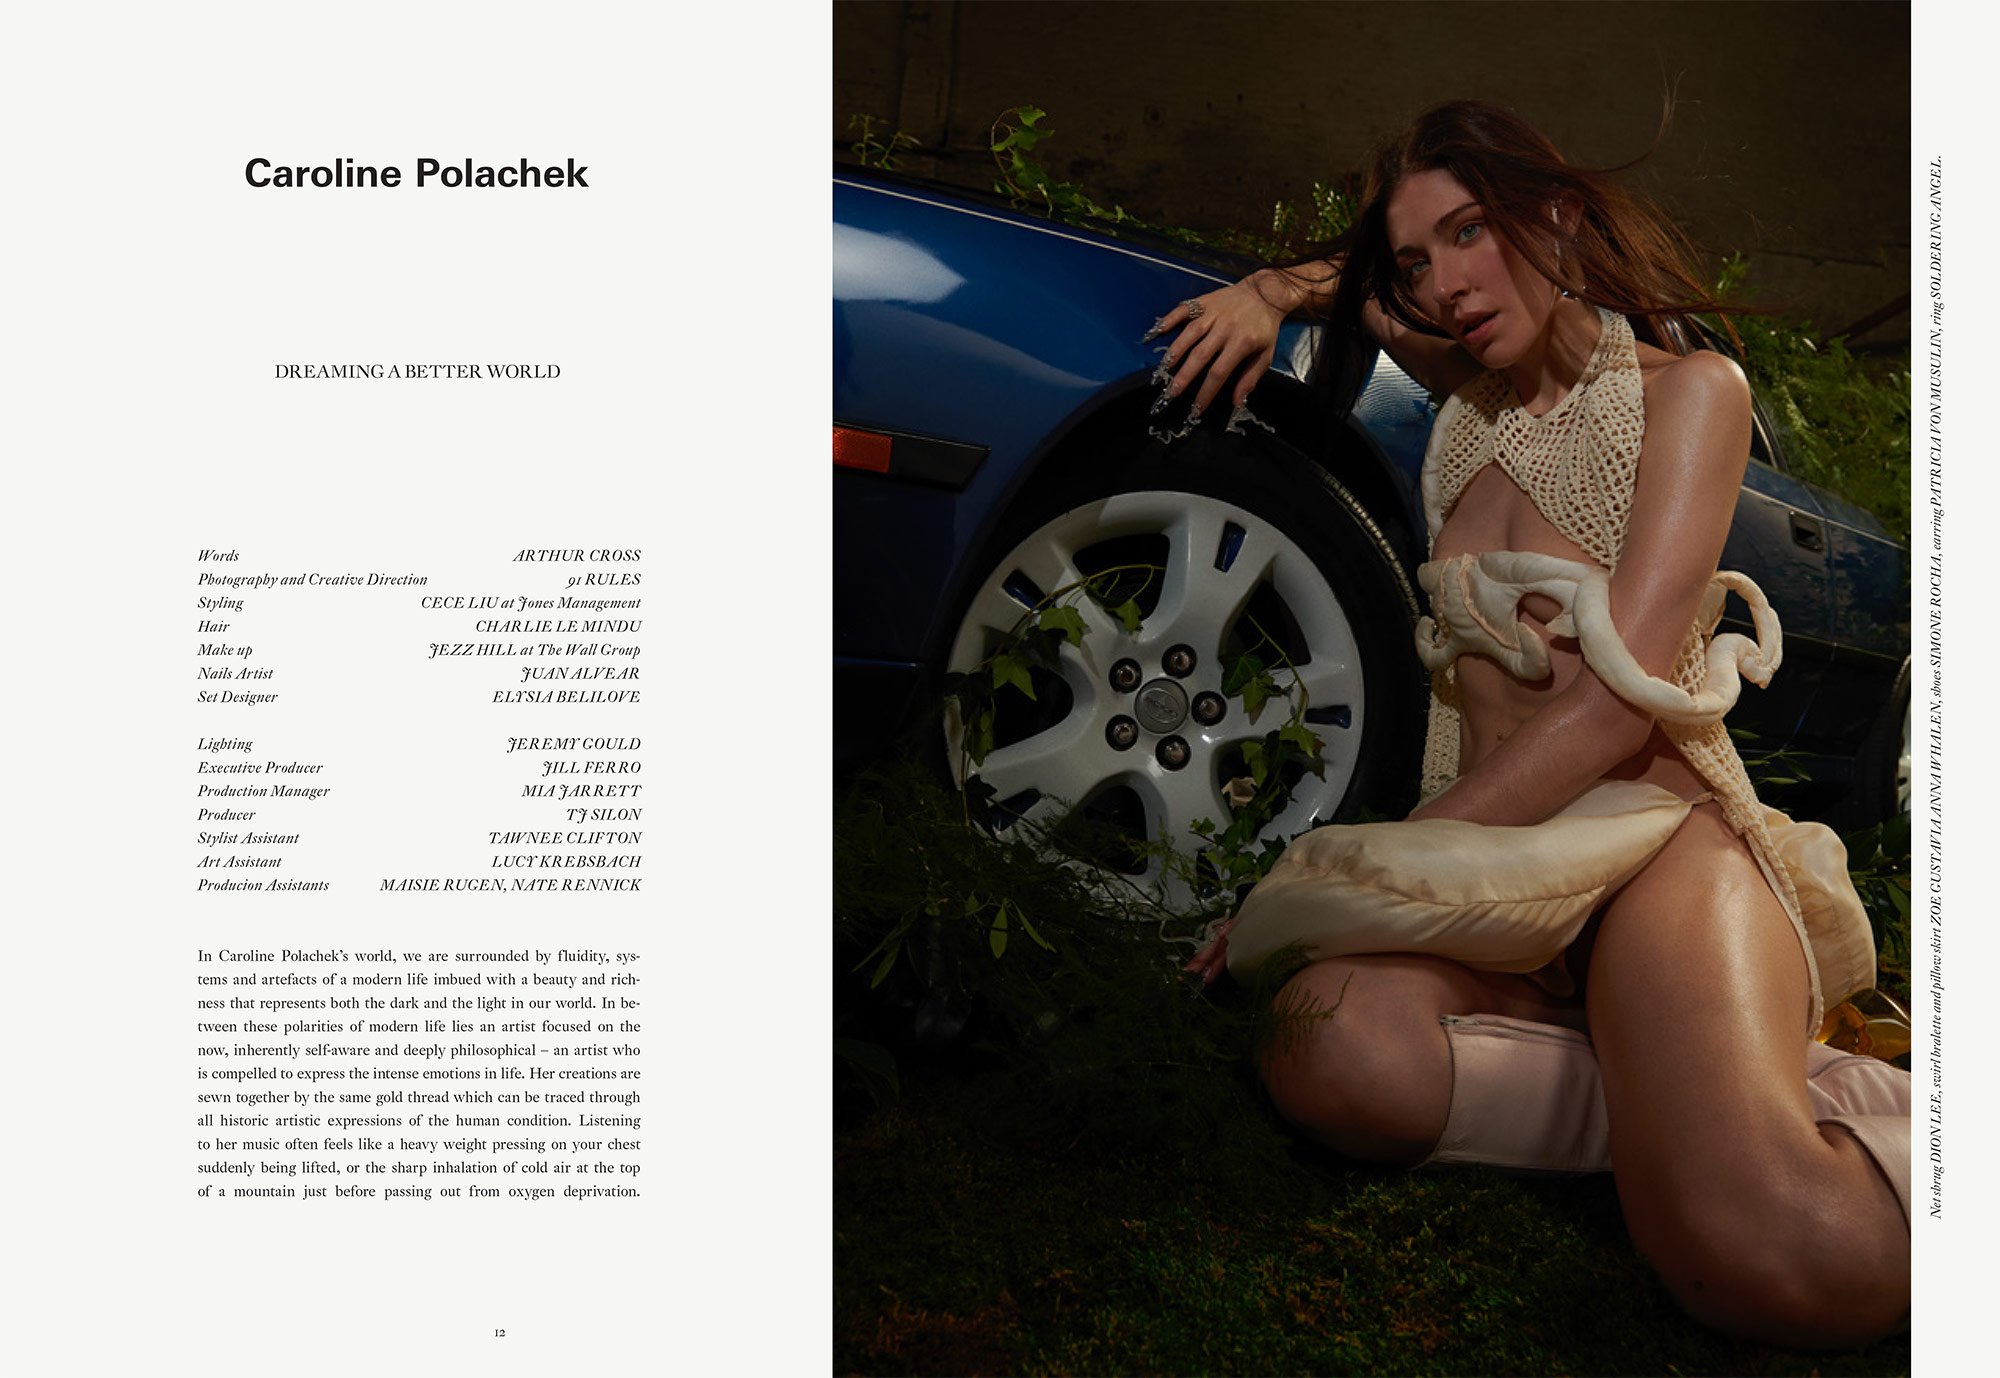 Caroline Polachek
DREAMING A BETTER WORLD
Words ARTHUR CROSS
Photography and Creative Direction 91 RULES
Styling CECE LIU at Jones Management
Hair CHARLIE LE MINDU
Make up JEZZ HILL at The Wall Group
Nails Artist JUAN ALVEAR
Set Designer ELYSIA BELILOVE
Lighting JEREMY GOULD
Executive Producer JILL FERRO
Production Manager MIA JARRETT
Producer TJ SILON
Stylist Assistant TAWNEE CLIFTON
Art Assistant LUCY KREBSBACH
Producion Assistants MAISIE RUGEN, NATE RENNICK
In Caroline Polachek’s world, we are surrounded by fluidity, sys-
tems and artefacts of a modern life imbued with a beauty and rich-
ness that represents both the dark and the light in our world. In be-
tween these polarities of modern life lies an artist focused on the
now, inherently self-aware and deeply philosophical – an artist who
is compelled to express the intense emotions in life. Her creations are
sewn together by the same gold thread which can be traced through
all historic artistic expressions of the human condition. Listening
to her music often feels like a heavy weight pressing on your chest
suddenly being lifted, or the sharp inhalation of cold air at the top
of a mountain just before passing out from oxygen deprivation.
12
Net shrug DION LEE, swirl bralette and pillow skirt ZOE GUSTAVIA ANNA WHALEN, shoes SIMONE ROCHA, earring PATRICIA VON MUSULIN, ring SOLDERING ANGEL.